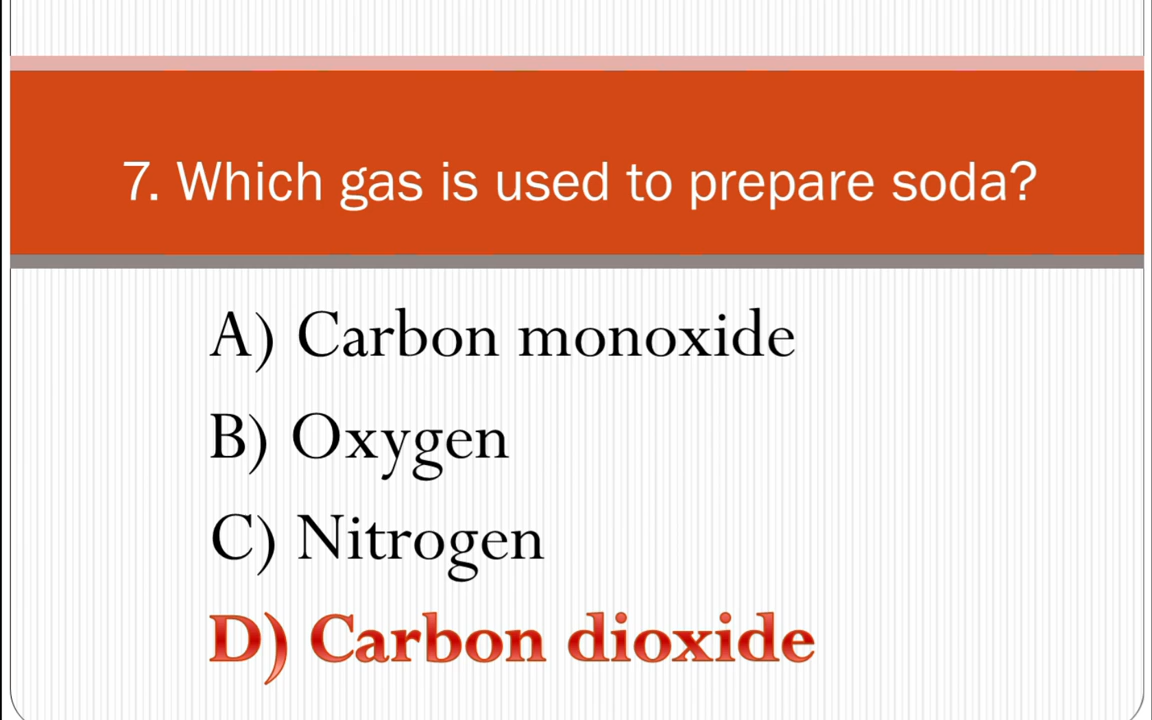 7. Which gas is used to prepare soda?
A) Carbon monoxide
B) Oxygen
C) Nitrogen
D) Carbon dioxide